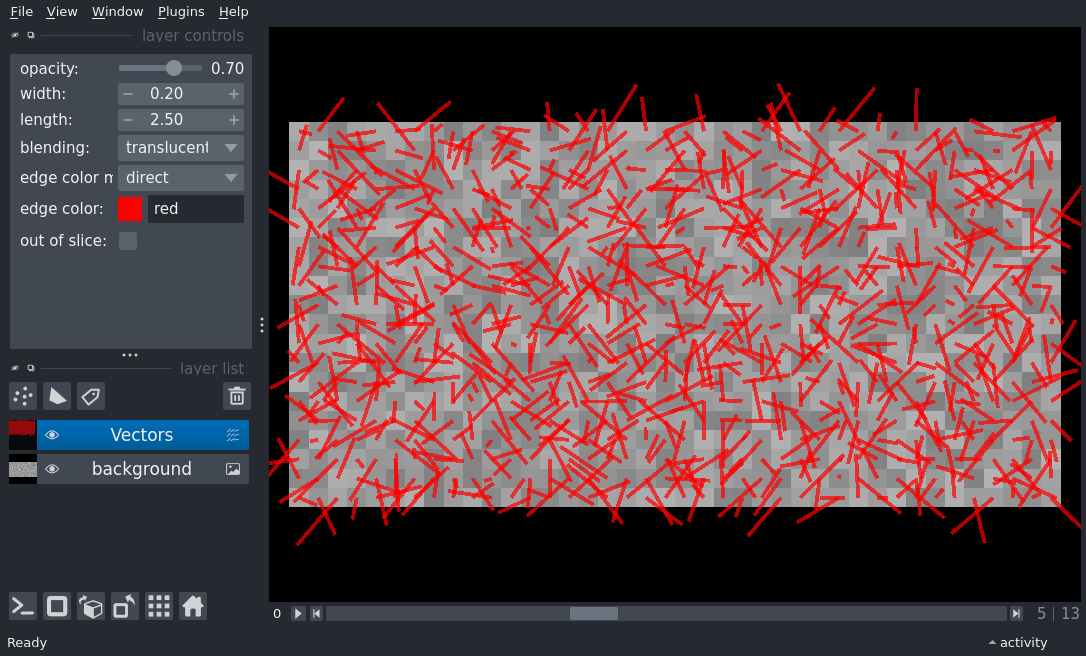 File View Window Plugins Help
layer controls
opacity: 0.70
width: − 0.20 +
length: − 2.50 +
blending: translucent
edge color m direct
edge color: red
out of slice:
layer list
Vectors
background
0 5 | 13
Ready activity